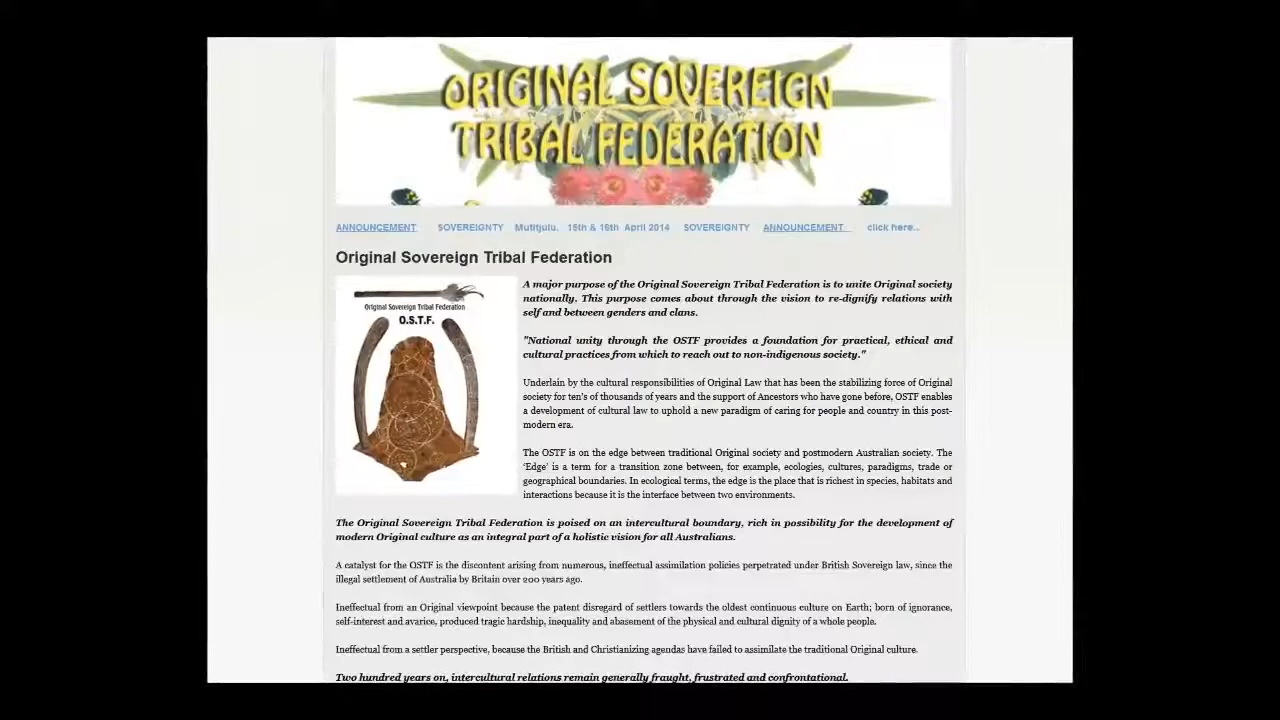 ORIGINAL SOVEREIGN
TRIBAL FEDERATION
ANNOUNCEMENT SOVEREIGNTY Mutitjulu, 15th & 16th April 2014 SOVEREIGNTY ANNOUNCEMENT click here..
Original Sovereign Tribal Federation
Original Sovereign Tribal Federation
O.S.T.F.
A major purpose of the Original Sovereign Tribal Federation is to unite Original society
nationally. This purpose comes about through the vision to re-dignify relations with
self and between genders and clans.
"National unity through the OSTF provides a foundation for practical, ethical and
cultural practices from which to reach out to non-indigenous society."
Underlain by the cultural responsibilities of Original Law that has been the stabilizing force of Original
society for ten's of thousands of years and the support of Ancestors who have gone before, OSTF enables
a development of cultural law to uphold a new paradigm of caring for people and country in this post-
modern era.
The OSTF is on the edge between traditional Original society and postmodern Australian society. The
'Edge' is a term for a transition zone between, for example, ecologies, cultures, paradigms, trade or
geographical boundaries. In ecological terms, the edge is the place that is richest in species, habitats and
interactions because it is the interface between two environments.
The Original Sovereign Tribal Federation is poised on an intercultural boundary, rich in possibility for the development of
modern Original culture as an integral part of a holistic vision for all Australians.
A catalyst for the OSTF is the discontent arising from numerous, ineffectual assimilation policies perpetrated under British Sovereign law, since the
illegal settlement of Australia by Britain over 200 years ago.
Ineffectual from an Original viewpoint because the patent disregard of settlers towards the oldest continuous culture on Earth; born of ignorance,
self-interest and avarice, produced tragic hardship, inequality and abasement of the physical and cultural dignity of a whole people.
Ineffectual from a settler perspective, because the British and Christianizing agendas have failed to assimilate the traditional Original culture.
Two hundred years on, intercultural relations remain generally fraught, frustrated and confrontational.